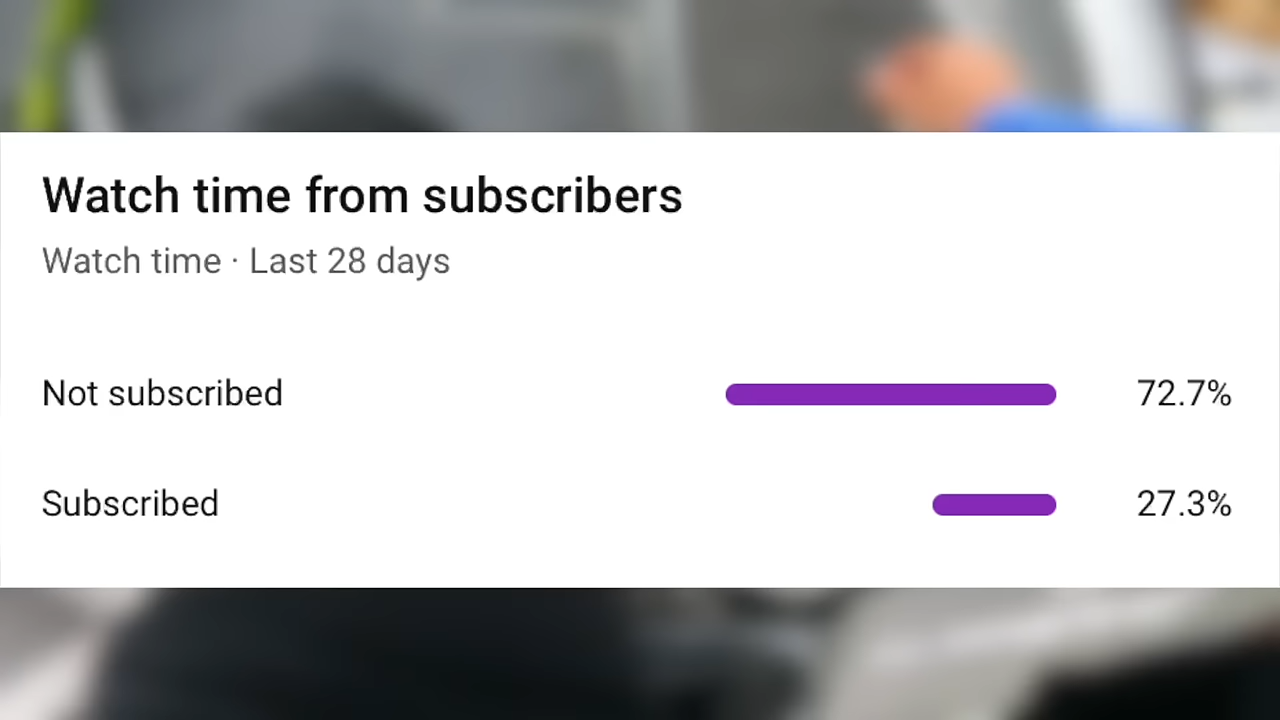 Watch time from subscribers
Watch time · Last 28 days
Not subscribed 72.7%
Subscribed 27.3%